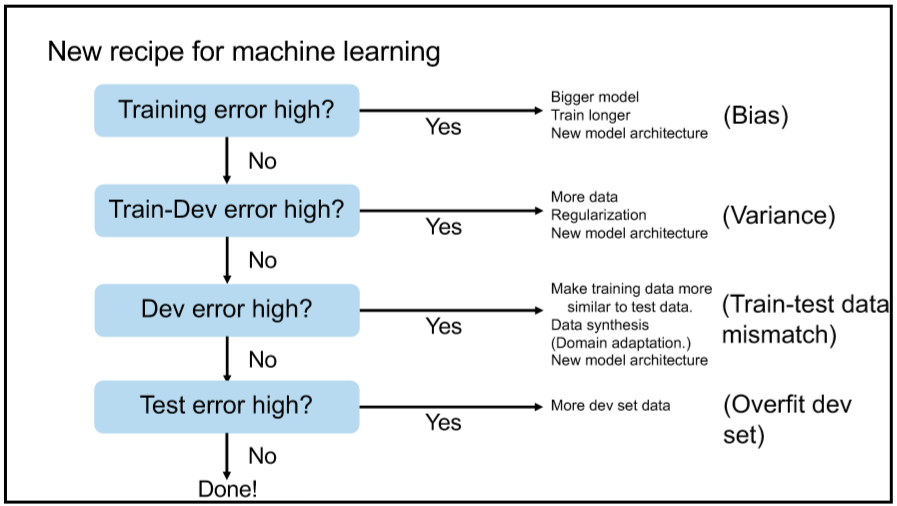 New recipe for machine learning
Training error high?
Yes
Bigger model
Train longer
New model architecture
(Bias)
No
Train-Dev error high?
Yes
More data
Regularization
New model architecture
(Variance)
No
Dev error high?
Yes
Make training data more
similar to test data.
Data synthesis
(Domain adaptation.)
New model architecture
(Train-test data
mismatch)
No
Test error high?
Yes
More dev set data
(Overfit dev
set)
No
Done!